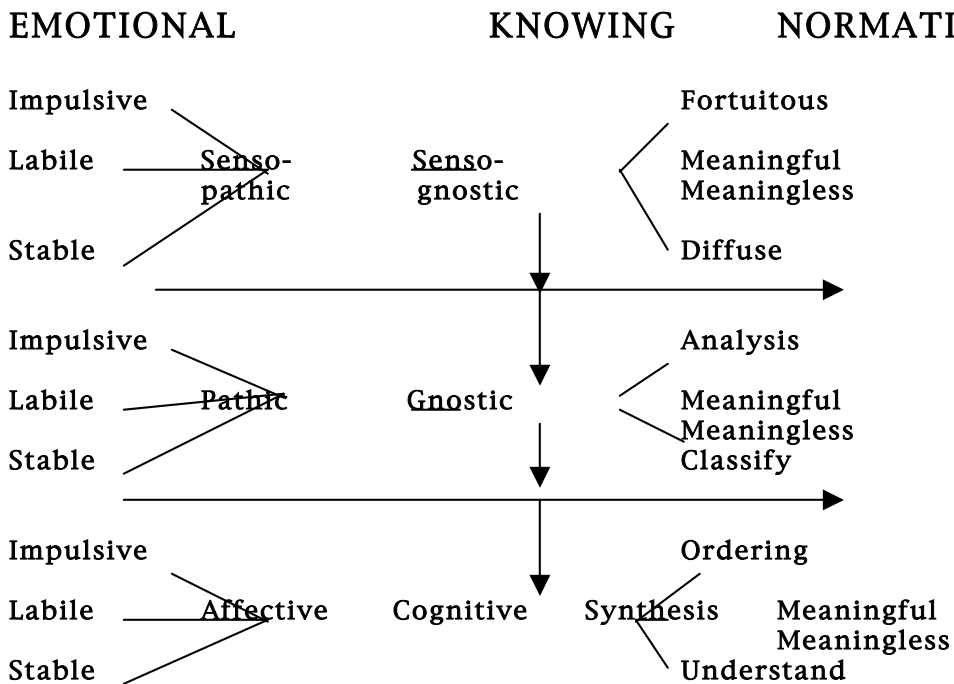 EMOTIONAL KNOWING NORMATI
Impulsive Fortuitous
Labile Senso- Senso- Meaningful
pathic gnostic Meaningless
Stable Diffuse
Impulsive Analysis
Labile Pathic Gnostic Meaningful
Meaningless
Stable Classify
Impulsive Ordering
Labile Affective Cognitive Synthesis Meaningful
Meaningless
Stable Understand